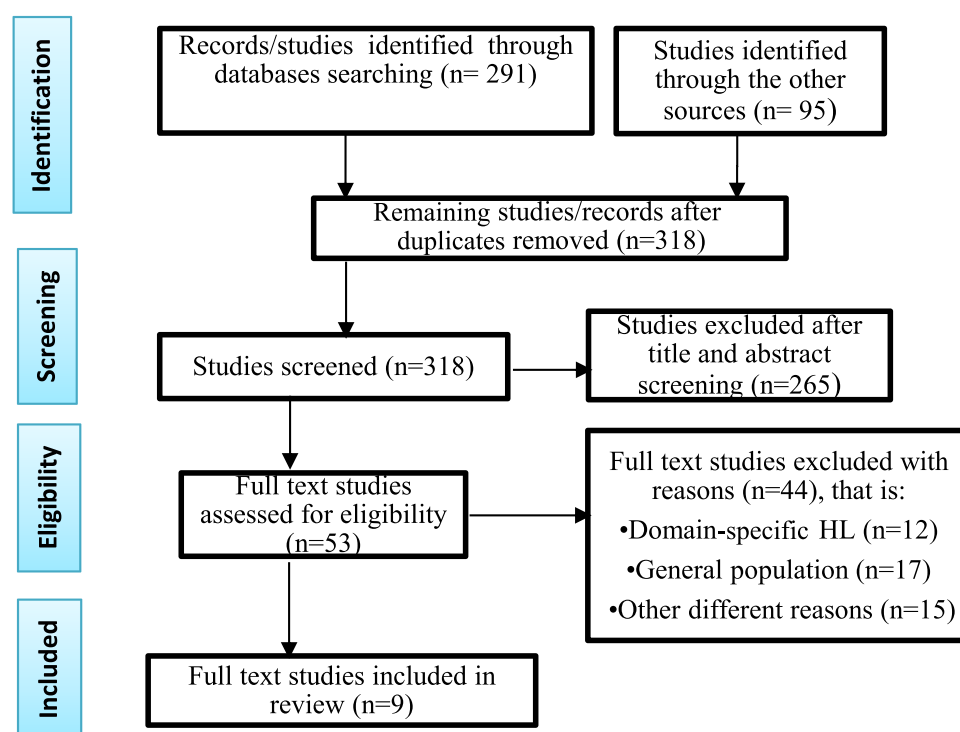 Identification
Records/studies identified through
databases searching (n= 291)
Studies identified
through the other
sources (n= 95)
Remaining studies/records after
duplicates removed (n=318)
Screening
Studies screened (n=318)
Studies excluded after
title and abstract
screening (n=265)
Eligibility
Full text studies
assessed for eligibility
(n=53)
Full text studies excluded with
reasons (n=44), that is:
•Domain-specific HL (n=12)
•General population (n=17)
•Other different reasons (n=15)
Included
Full text studies included in
review (n=9)